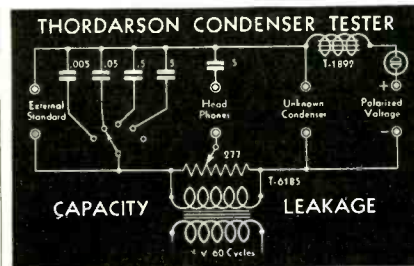 THORDARSON CONDENSER TESTER
.005 .05 .5 5 5
T-1892
External Standard
Head Phones
Unknown Condenser
+ Polarized Voltage -
277
T-6185
CAPACITY LEAKAGE
V 60 Cycles